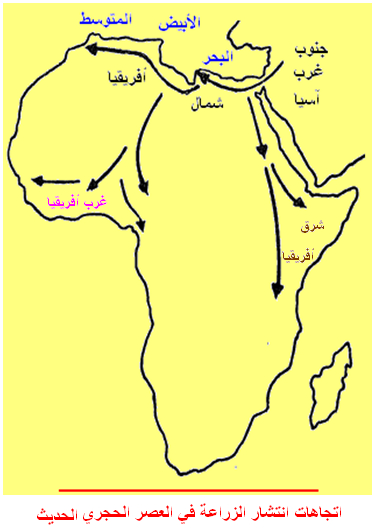 الأبيض المتوسط
البحر
جنوب
غرب
آسيا
شمال أفريقيا
غرب أفريقيا
شرق
أفريقيا
اتجاهات انتشار الزراعة في العصر الحجري الحديث